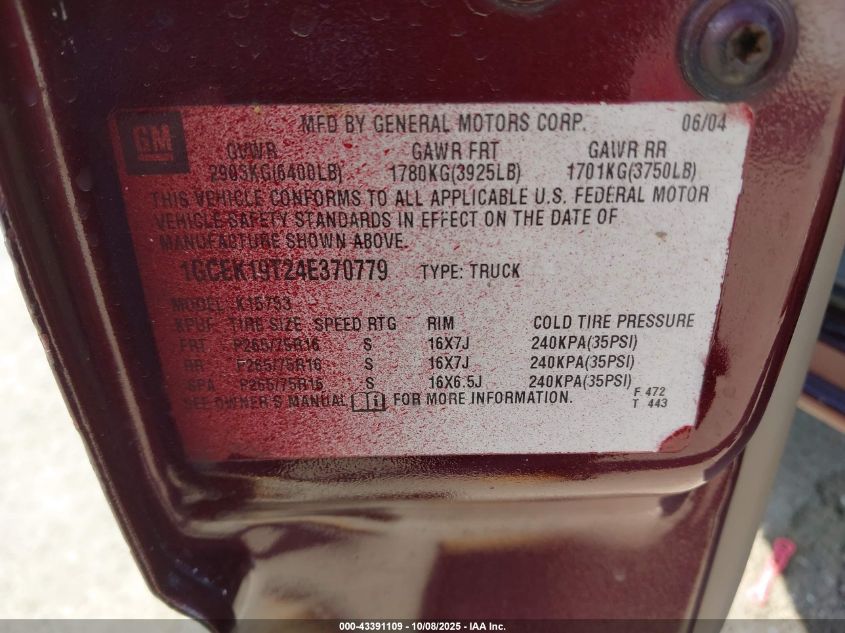 GM
MFD BY GENERAL MOTORS CORP. 06/04
GVWR GAWR FRT GAWR RR
2903KG(6400LB) 1780KG(3925LB) 1701KG(3750LB)
THIS VEHICLE CONFORMS TO ALL APPLICABLE U.S. FEDERAL MOTOR
VEHICLE SAFETY STANDARDS IN EFFECT ON THE DATE OF
MANUFACTURE SHOWN ABOVE.
1GCEK19T24E370779 TYPE: TRUCK
MODEL: K15753
TIRE SIZE SPEED RTG RIM COLD TIRE PRESSURE
FRT P265/75R16 S 16X7J 240KPA(35PSI)
RR P265/75R16 S 16X7J 240KPA(35PSI)
SPA P265/75R16 S 16X6.5J 240KPA(35PSI)
SEE OWNER'S MANUAL FOR MORE INFORMATION.
F 472
T 443
000-43391109 - 10/08/2025 - IAA Inc.